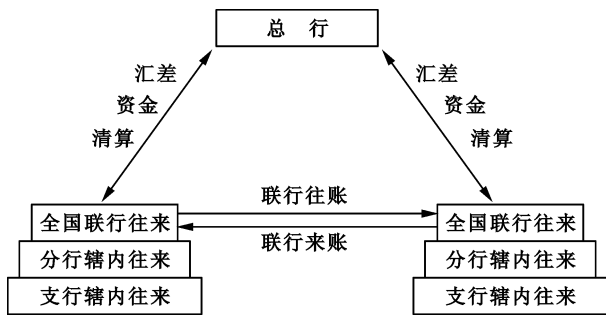 总 行
汇差
资金
清算
汇差
资金
清算
联行往账
联行来账
全国联行往来
分行辖内往来
支行辖内往来
全国联行往来
分行辖内往来
支行辖内往来